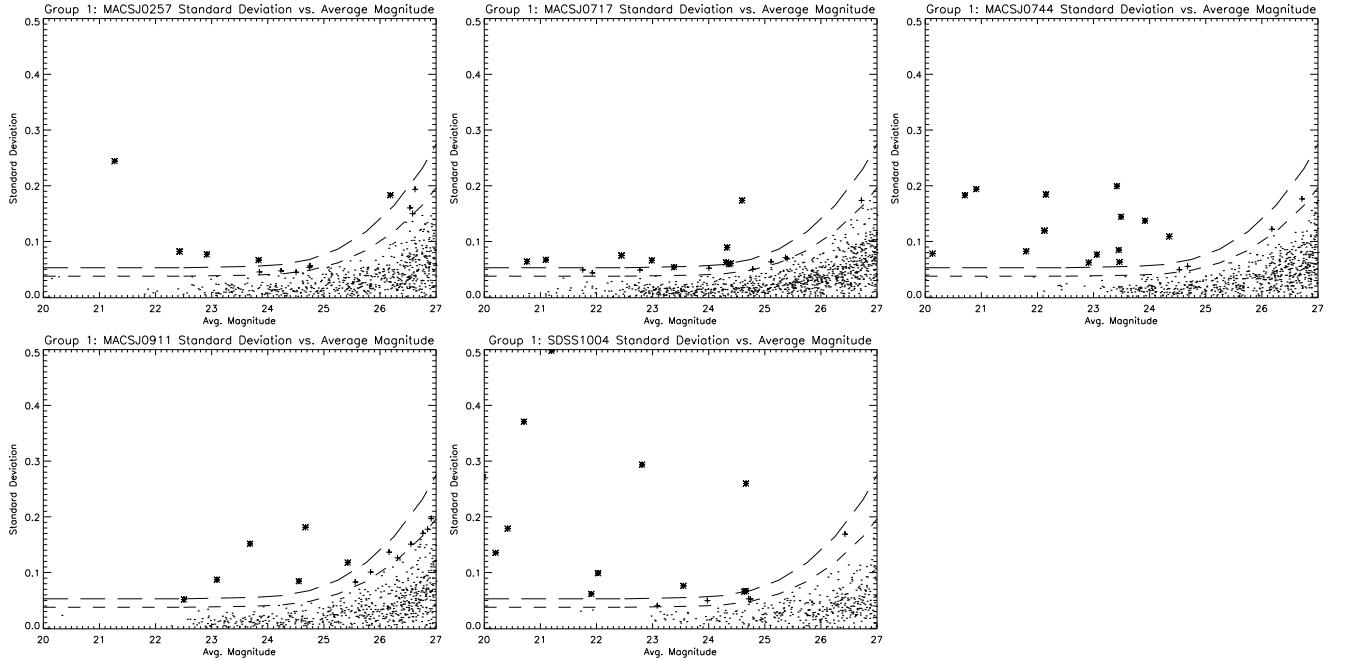 Group 1: MACSJ0257 Standard Deviation vs. Average Magnitude
0.5
0.4
0.3
0.2
0.1
0.0
Standard Deviation
20 21 22 23 24 25 26 27
Avg. Magnitude
Group 1: MACSJ0717 Standard Deviation vs. Average Magnitude
0.5
0.4
0.3
0.2
0.1
0.0
Standard Deviation
20 21 22 23 24 25 26 27
Avg. Magnitude
Group 1: MACSJ0744 Standard Deviation vs. Average Magnitude
0.5
0.4
0.3
0.2
0.1
0.0
Standard Deviation
20 21 22 23 24 25 26 27
Avg. Magnitude
Group 1: MACSJ0911 Standard Deviation vs. Average Magnitude
0.5
0.4
0.3
0.2
0.1
0.0
Standard Deviation
20 21 22 23 24 25 26 27
Avg. Magnitude
Group 1: SDSS1004 Standard Deviation vs. Average Magnitude
0.5
0.4
0.3
0.2
0.1
0.0
Standard Deviation
20 21 22 23 24 25 26 27
Avg. Magnitude